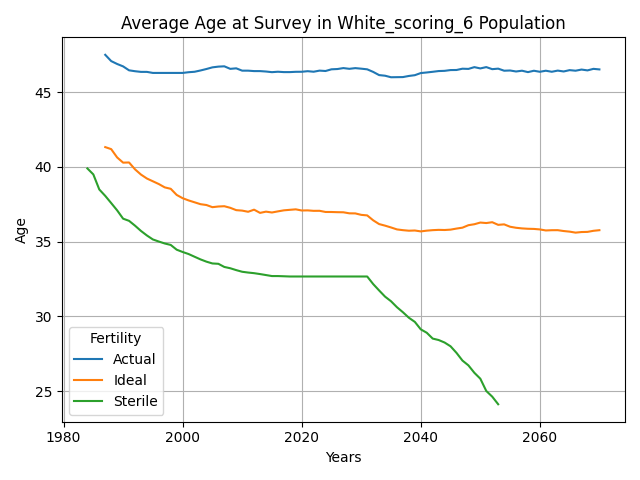 Average Age at Survey in White_scoring_6 Population
Age
45
40
35
30
25
Fertility
Actual
Ideal
Sterile
1980
2000
2020
2040
2060
Years